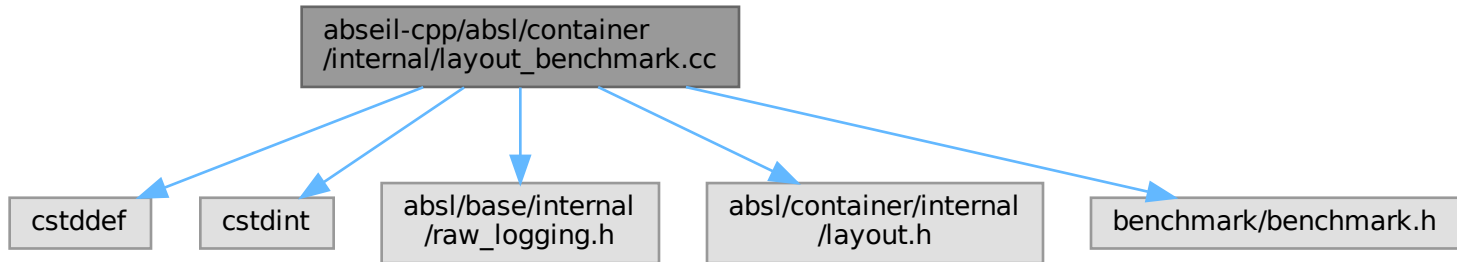 abseil-cpp/absl/container
/internal/layout_benchmark.cc
cstddef
cstdint
absl/base/internal
/raw_logging.h
absl/container/internal
/layout.h
benchmark/benchmark.h